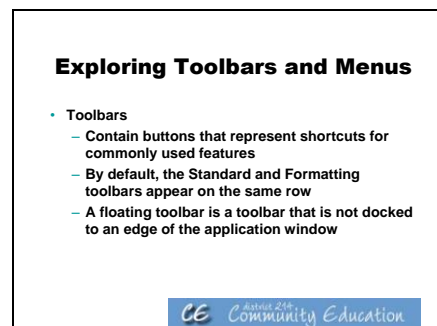 Exploring Toolbars and Menus
• Toolbars
– Contain buttons that represent shortcuts for
commonly used features
– By default, the Standard and Formatting
toolbars appear on the same row
– A floating toolbar is a toolbar that is not docked
to an edge of the application window
CE district 214 Community Education